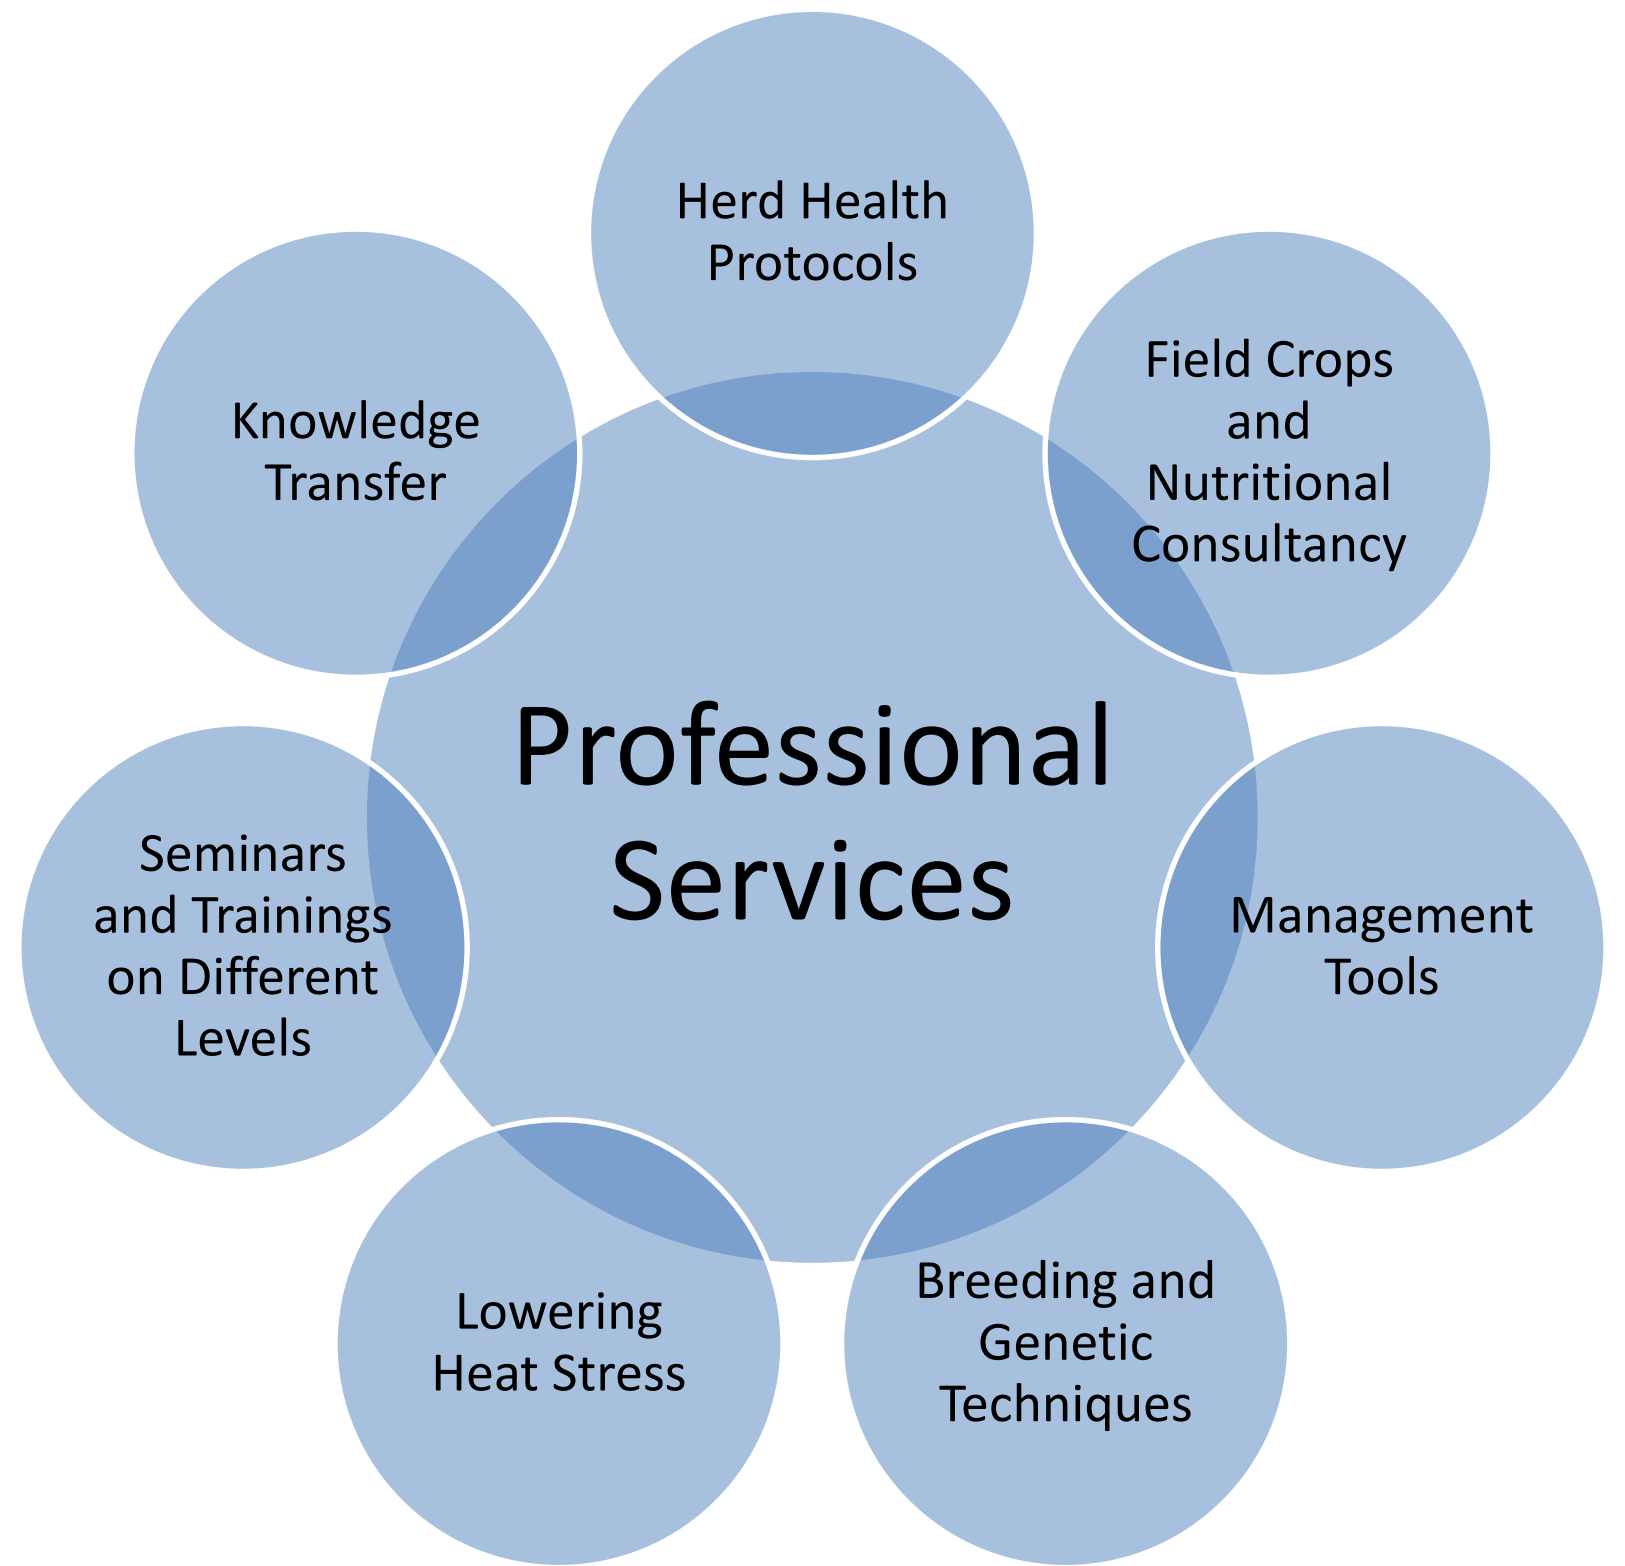 Herd Health
Protocols
Field Crops
and
Nutritional
Consultancy
Management
Tools
Breeding and
Genetic
Techniques
Lowering
Heat Stress
Seminars
and Trainings
on Different
Levels
Knowledge
Transfer
Professional
Services